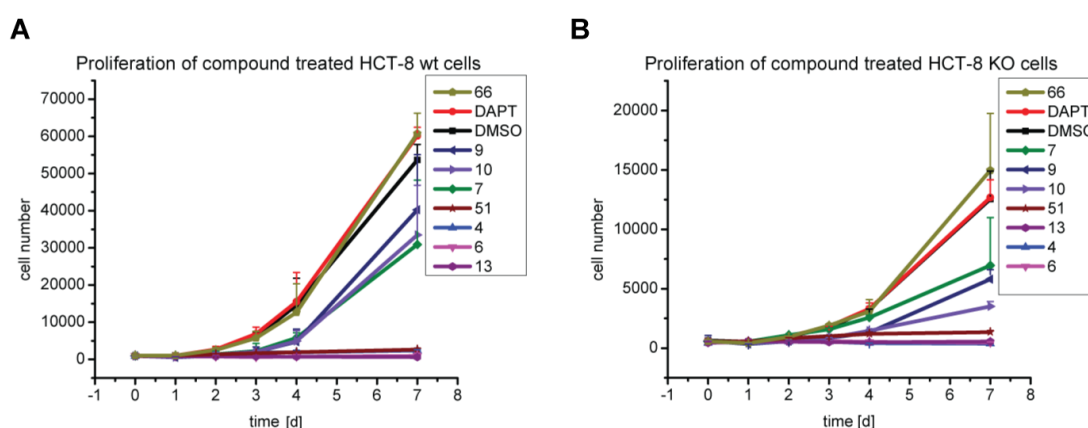 A
Proliferation of compound treated HCT-8 wt cells
70000
60000
50000
40000
30000
20000
10000
0
cell number
-1 0 1 2 3 4 5 6 7 8
time [d]
66
DAPT
DMSO
9
10
7
51
4
6
13
B
Proliferation of compound treated HCT-8 KO cells
20000
15000
10000
5000
0
cell number
-1 0 1 2 3 4 5 6 7 8
time [d]
66
DAPT
DMSO
7
9
10
51
13
4
6